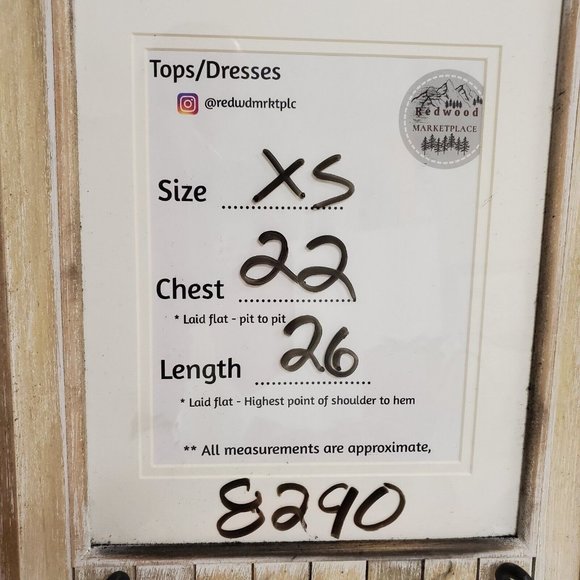 Tops/Dresses
@redwdmrktplc
Redwood
MARKETPLACE
Size XS
Chest 22
* Laid flat - pit to pit
Length 26
* Laid flat - Highest point of shoulder to hem
** All measurements are approximate,
8290